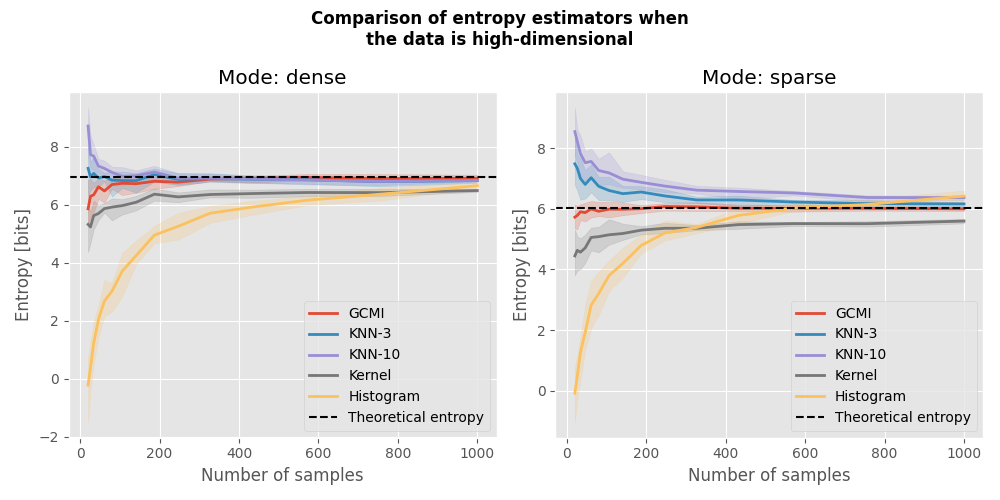 Comparison of entropy estimators when
the data is high-dimensional
Mode: dense
Entropy [bits]
8
6
4
2
0
−2
0
200
400
600
800
1000
Number of samples
GCMI
KNN-3
KNN-10
Kernel
Histogram
Theoretical entropy
Mode: sparse
Entropy [bits]
8
6
4
2
0
0
200
400
600
800
1000
Number of samples
GCMI
KNN-3
KNN-10
Kernel
Histogram
Theoretical entropy